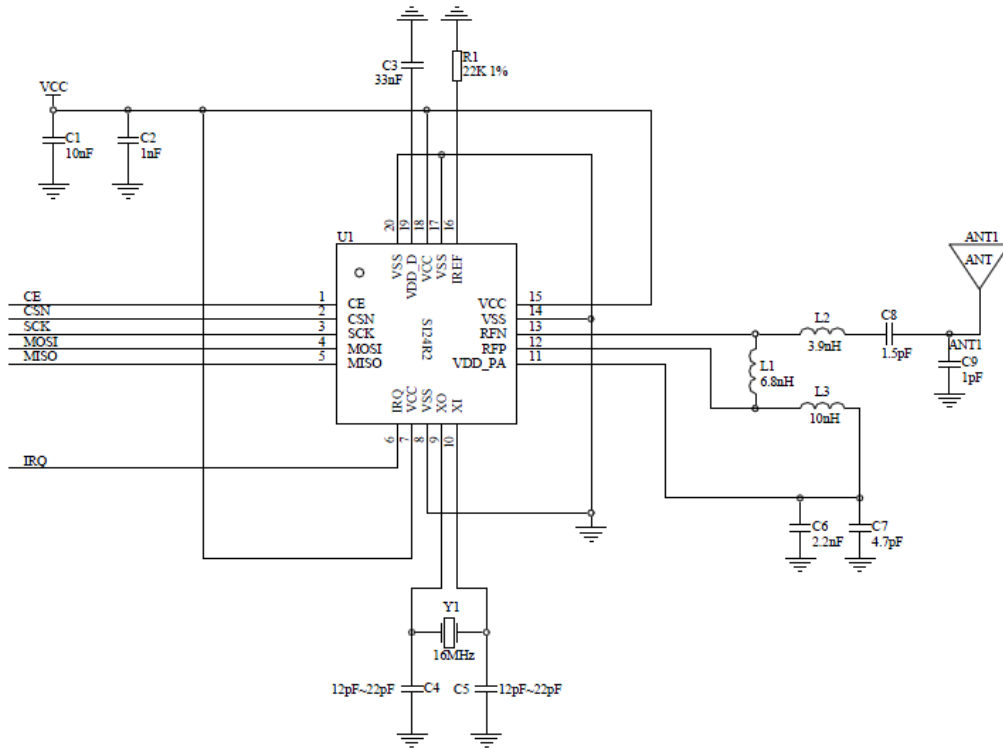 C3
33nF
R1
22K 1%
VCC
C1
10nF
C2
1nF
20
19
18
17
16
U1
VSS
VDD_D
VCC
VSS
IREF
ANT1
ANT
CE
1
CE
CSN
2
CSN
SCK
3
SCK
MOSI
4
MOSI
MISO
5
MISO
SI24R2
VCC
15
VSS
14
RFN
13
RFP
12
VDD_PA
11
L2
3.9nH
C8
1.5pF
ANT1
C9
1pF
L1
6.8nH
L3
10nH
IRQ
VCC
VSS
XO
XI
6
7
8
9
10
IRQ
C6
2.2nF
C7
4.7pF
Y1
16MHz
12pF~22pF
C4
C5
12pF~22pF